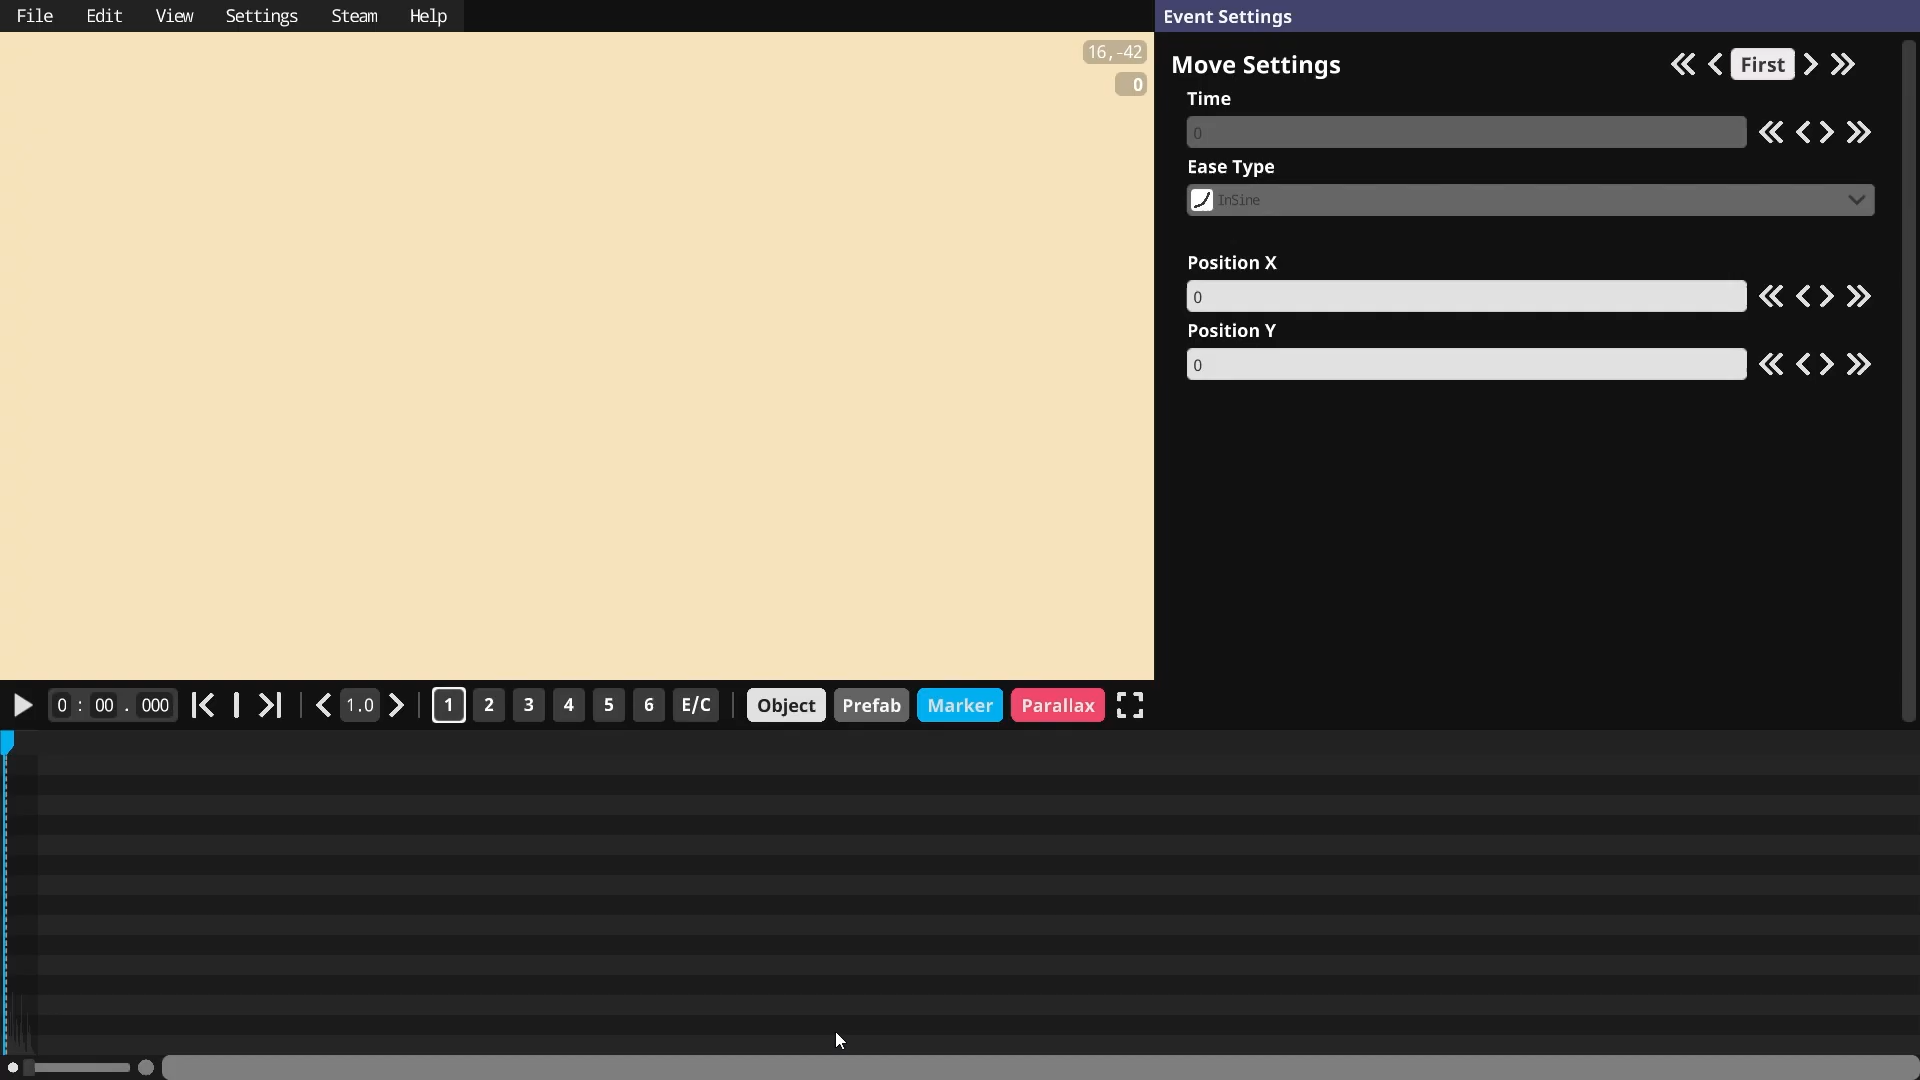 File Edit View Settings Steam Help
Event Settings
16,-42
0
Move Settings
First
Time
0
Ease Type
InSine
Position X
0
Position Y
0
0 : 00 . 000
1.0
1 2 3 4 5 6 E/C
Object Prefab Marker Parallax